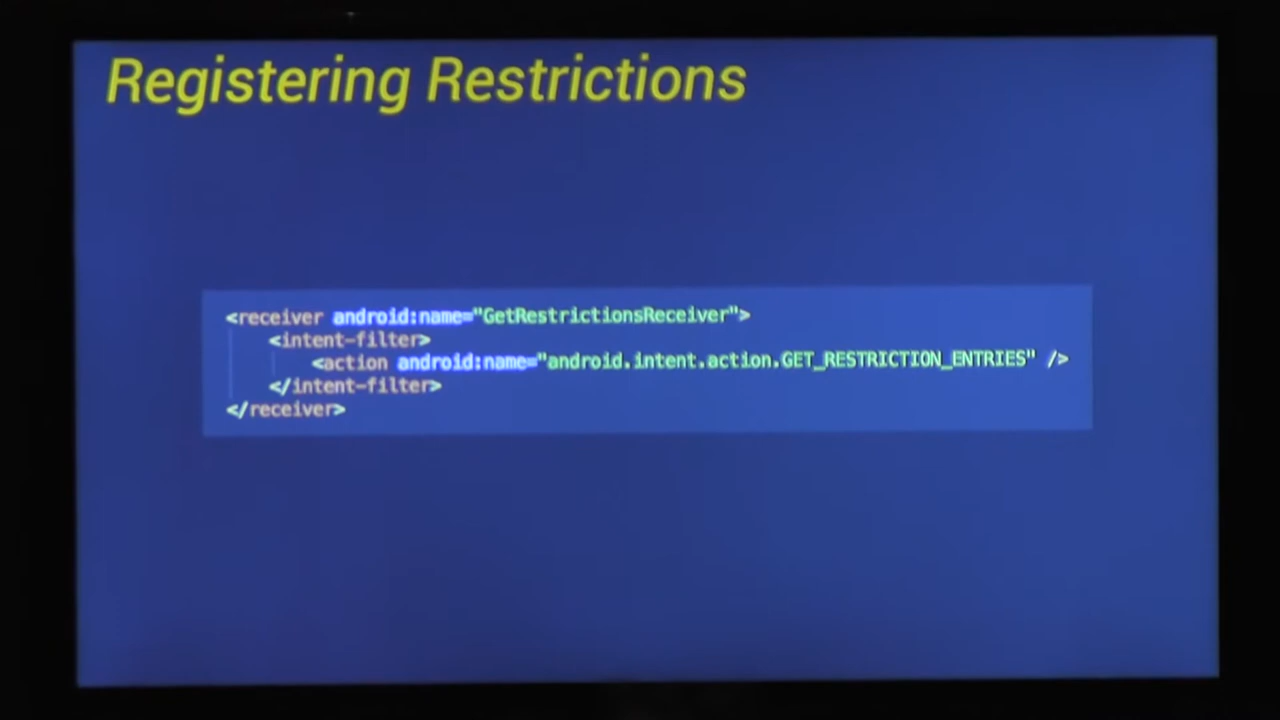 Registering Restrictions
<receiver android:name="GetRestrictionsReceiver">
<intent-filter>
<action android:name="android.intent.action.GET_RESTRICTION_ENTRIES" />
</intent-filter>
</receiver>